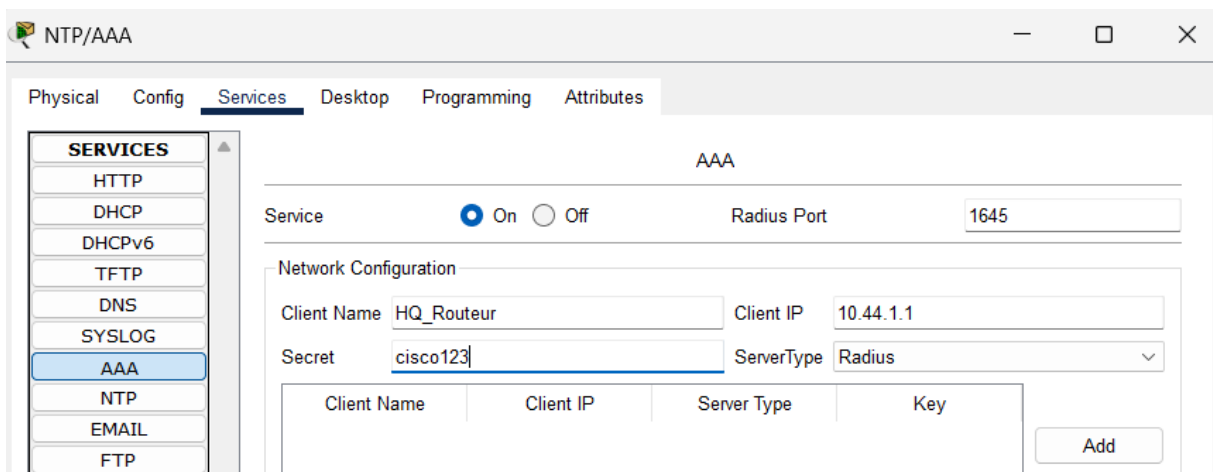 NTP/AAA
Physical Config Services Desktop Programming Attributes
SERVICES
HTTP
DHCP
DHCPv6
TFTP
DNS
SYSLOG
AAA
NTP
EMAIL
FTP
AAA
Service On Off Radius Port 1645
Network Configuration
Client Name HQ_Routeur Client IP 10.44.1.1
Secret cisco123 ServerType Radius
Client Name Client IP Server Type Key
Add